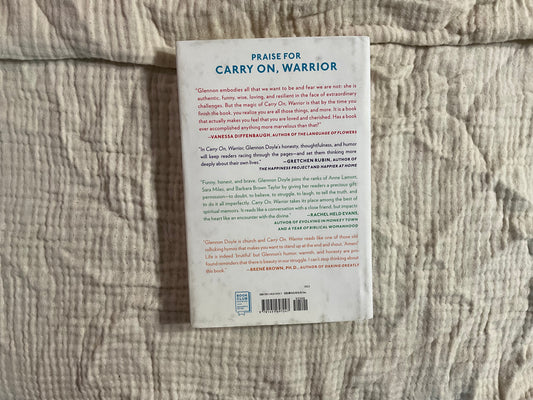 PRAISE FOR
CARRY ON, WARRIOR
"Glennon embodies all that we want to be and fear we are not: she is
authentic, funny, wise, loving, and resilient in the face of extraordinary
challenges. But the magic of Carry On, Warrior is that by the time you
finish the book, you realize you are all those things, and more. It is a book
that actually makes you feel that you are loved and cherished. Has a book
ever accomplished anything more marvelous than that?"
—VANESSA DIFFENBAUGH, AUTHOR OF THE LANGUAGE OF FLOWERS
"In Carry On, Warrior, Glennon Doyle's honesty, thoughtfulness, and humor
will keep readers racing through the pages—and set them thinking more
deeply about their own lives."
—GRETCHEN RUBIN, AUTHOR OF
THE HAPPINESS PROJECT AND HAPPIER AT HOME
"Funny, honest, and brave, Glennon Doyle joins the ranks of Anne Lamott,
Sara Miles, and Barbara Brown Taylor by giving her readers a precious gift:
permission—to doubt, to believe, to struggle, to laugh, to tell the truth, and
to do it all imperfectly. Carry On, Warrior takes its place among the best of
spiritual memoirs. It reads like a conversation with a close friend, but impacts
the heart like an encounter with the divine."
—RACHEL HELD EVANS,
AUTHOR OF EVOLVING IN MONKEY TOWN
AND A YEAR OF BIBLICAL WOMANHOOD
"Glennon Doyle is church and Carry On, Warrior reads like one of those old
rollicking hymns that makes you want to stand up at the end and shout 'Amen!'
Life is indeed 'brutiful' but Glennon's humor, warmth, and honesty are pro-
found reminders that there is beauty in our struggle. I can't stop thinking about
this book."
—BRENÉ BROWN, PH.D., AUTHOR OF DARING GREATLY
BOOK
CLUB